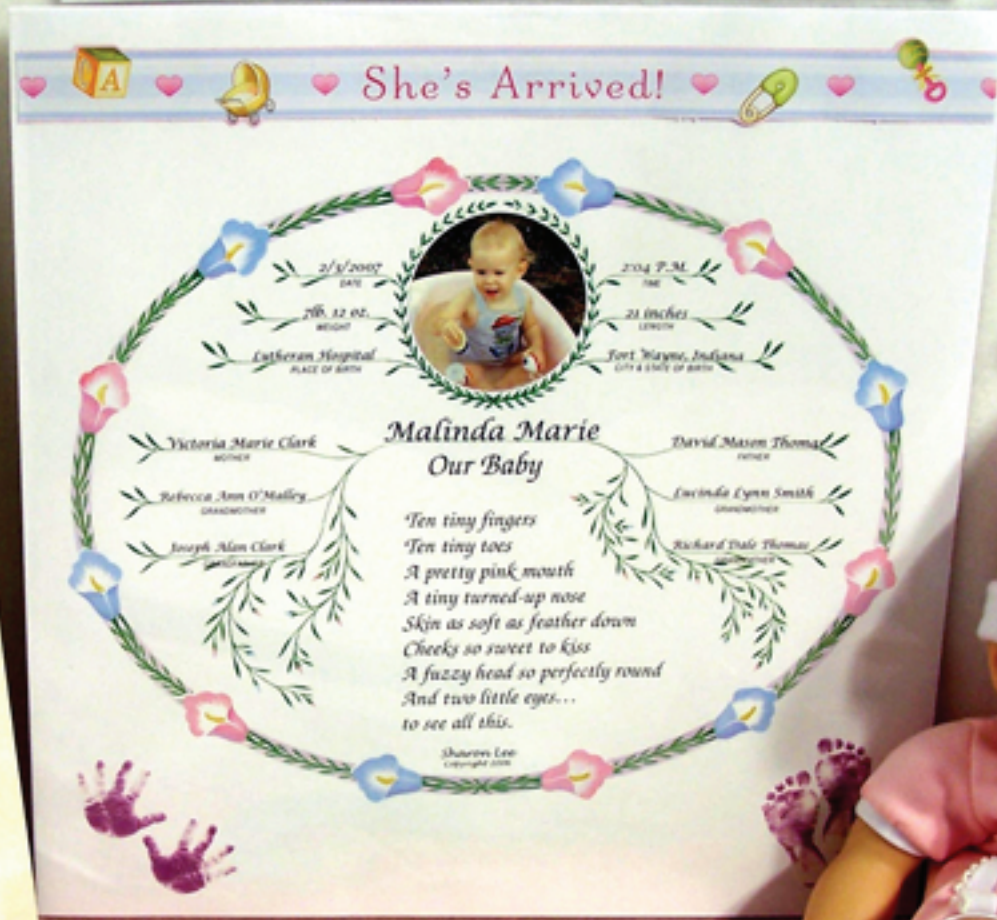 A
She's Arrived!
2/3/2007
DATE
2:04 P.M.
TIME
7lb. 12 oz.
WEIGHT
21 inches
LENGTH
Lutheran Hospital
PLACE OF BIRTH
Fort Wayne, Indiana
CITY & STATE OF BIRTH
Malinda Marie
Our Baby
Victoria Marie Clark
MOTHER
Rebecca Ann O'Malley
GRANDMOTHER
Joseph Alan Clark
David Mason Thomas
FATHER
Lucinda Lynn Smith
GRANDMOTHER
Richard Dale Thomas
Ten tiny fingers
Ten tiny toes
A pretty pink mouth
A tiny turned-up nose
Skin as soft as feather down
Cheeks so sweet to kiss
A fuzzy head so perfectly round
And two little eyes...
to see all this.
Sharon Lee
Copyright